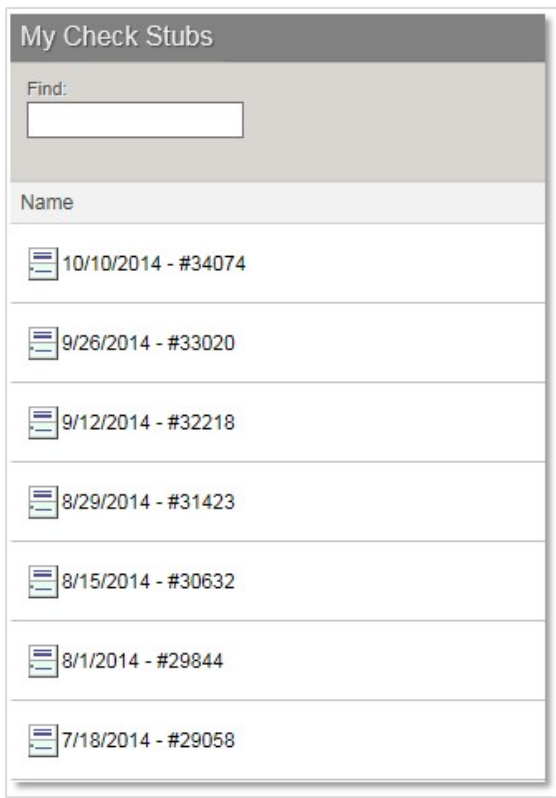 My Check Stubs
Find:
Name
10/10/2014 - #34074
9/26/2014 - #33020
9/12/2014 - #32218
8/29/2014 - #31423
8/15/2014 - #30632
8/1/2014 - #29844
7/18/2014 - #29058